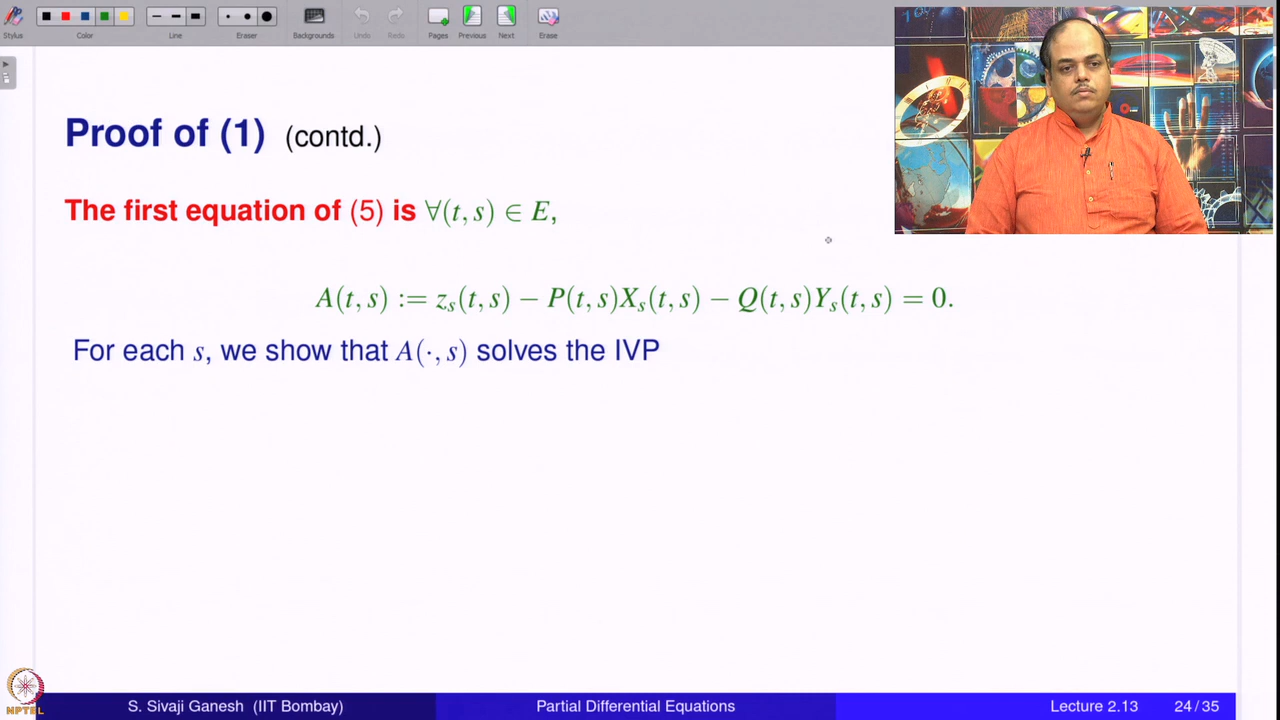 Stylus
Color
Line
Eraser
Backgrounds
Undo
Redo
Pages
Previous
Next
Erase
Proof of (1) (contd.)
The first equation of (5) is ∀(t, s) ∈ E,
A(t, s) := z_s(t, s) − P(t, s)X_s(t, s) − Q(t, s)Y_s(t, s) = 0.
For each s, we show that A(·, s) solves the IVP
NPTEL
S. Sivaji Ganesh (IIT Bombay)
Partial Differential Equations
Lecture 2.13
24 / 35